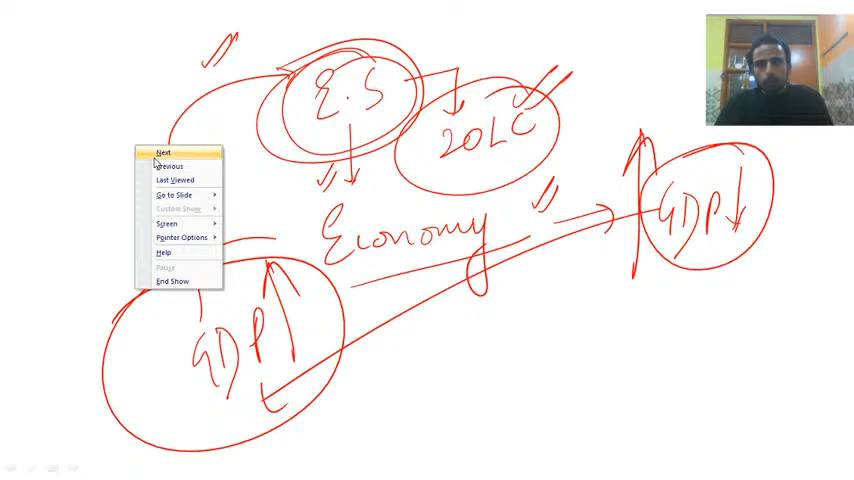 E.S
20LC
Next
Previous
Last Viewed
Go to Slide
Custom Show
Screen
Pointer Options
Help
Pause
End Show
Economy
GDP↓
GDP↑